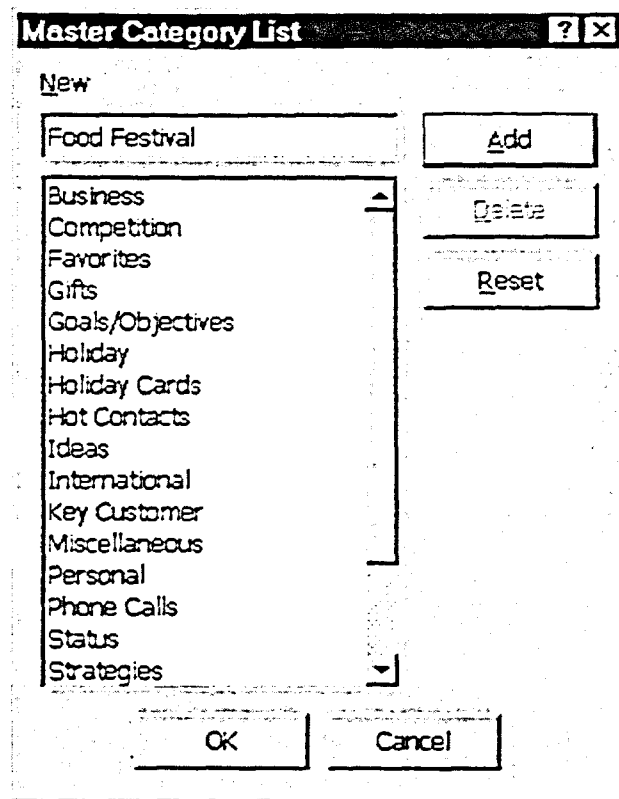 Master Category List ? ×
New
Food Festival
Add
Business
Competition
Favorites
Gifts
Goals/Objectives
Holiday
Holiday Cards
Hot Contacts
Ideas
International
Key Customer
Miscellaneous
Personal
Phone Calls
Status
Strategies
Delete
Reset
OK
Cancel